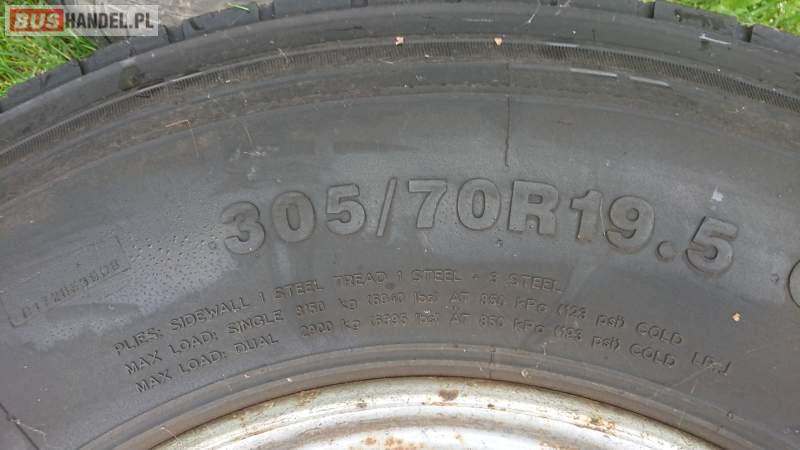 BUSHANDEL.PL
305/70R19.5
PLIES: SIDEWALL 1 STEEL TREAD 1 STEEL + 3 STEEL
MAX LOAD: SINGLE 3150 kg (6940 lbs) AT 850 kPa (123 psi) COLD
MAX LOAD: DUAL 2900 kg (6395 lbs) AT 850 kPa (123 psi) COLD